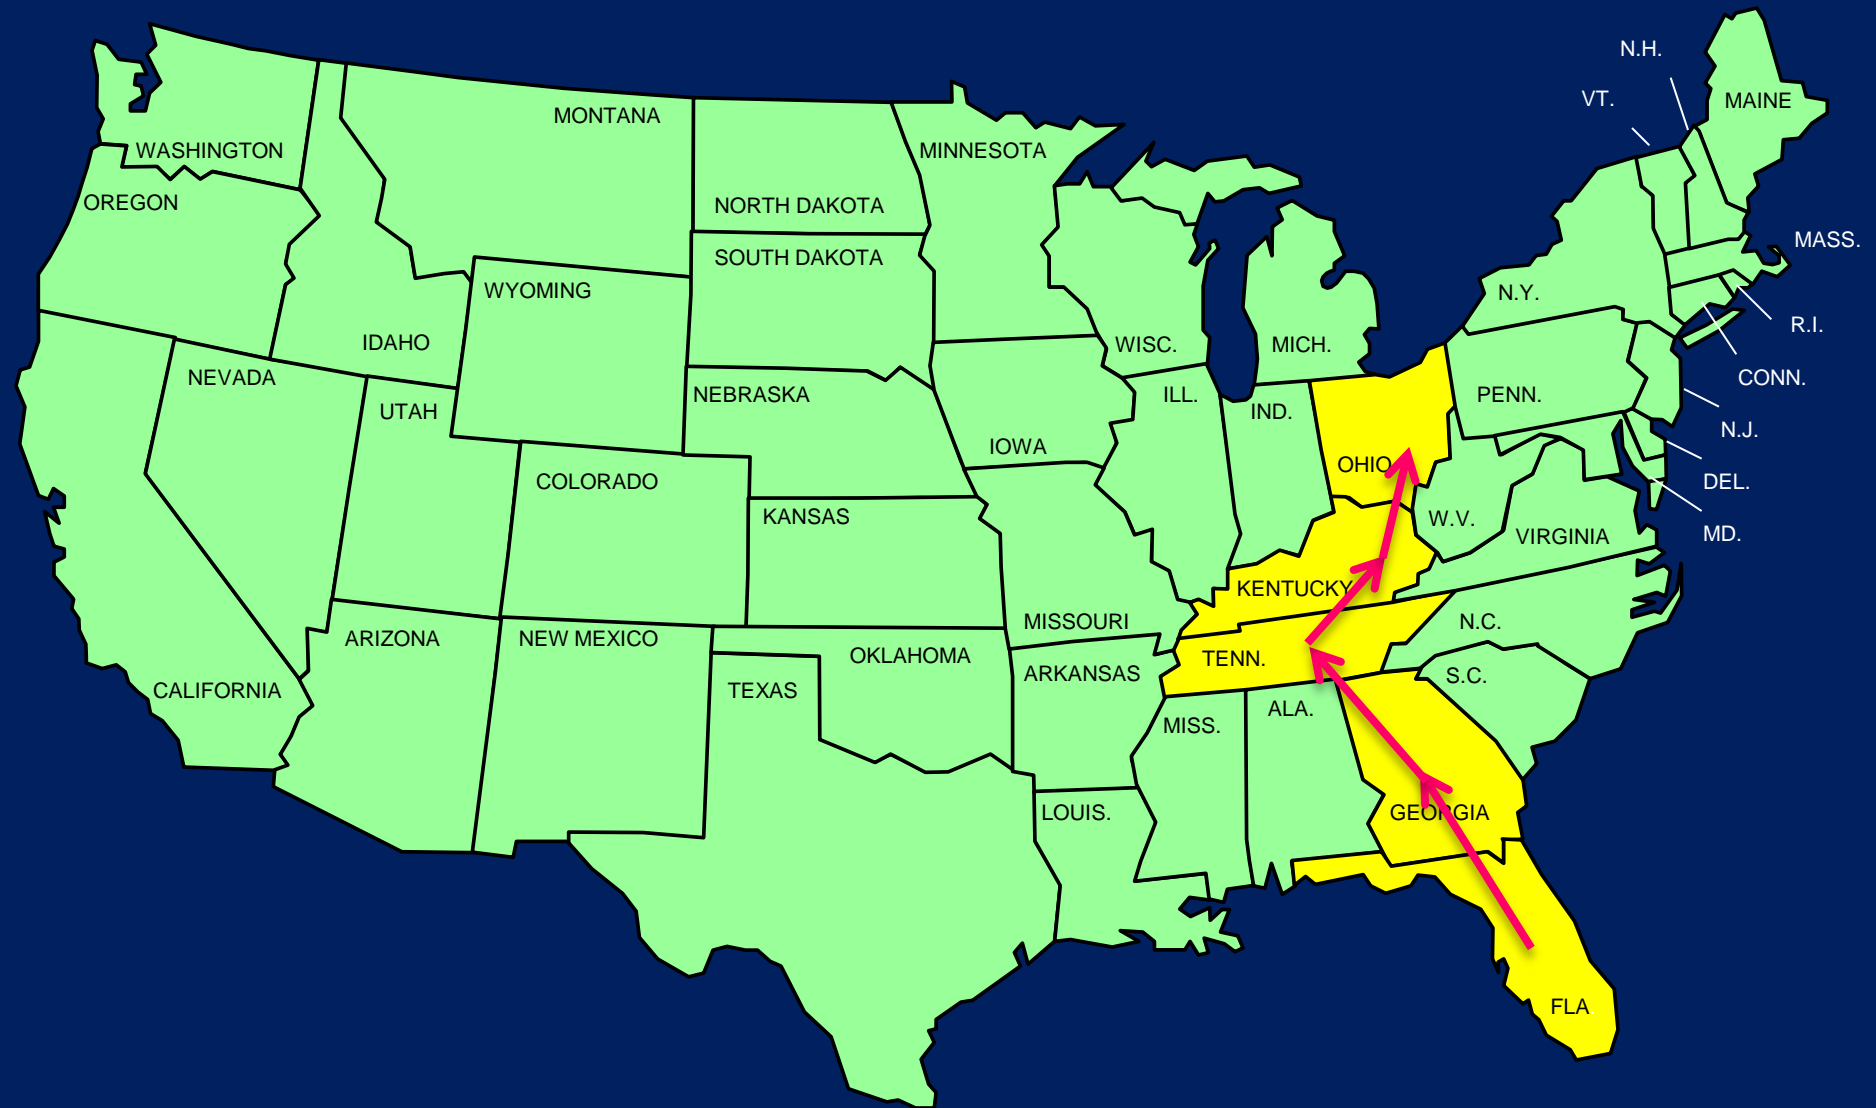 N.H.
VT.
MAINE
MONTANA
WASHINGTON
MINNESOTA
OREGON
NORTH DAKOTA
MASS.
SOUTH DAKOTA
WYOMING
N.Y.
R.I.
IDAHO
WISC.
MICH.
NEVADA
CONN.
UTAH
NEBRASKA
ILL.
IND.
PENN.
N.J.
IOWA
OHIO
COLORADO
DEL.
KANSAS
W.V.
VIRGINIA
MD.
KENTUCKY
MISSOURI
N.C.
ARIZONA
NEW MEXICO
OKLAHOMA
TENN.
ARKANSAS
S.C.
CALIFORNIA
TEXAS
ALA.
MISS.
LOUIS.
GEORGIA
FLA